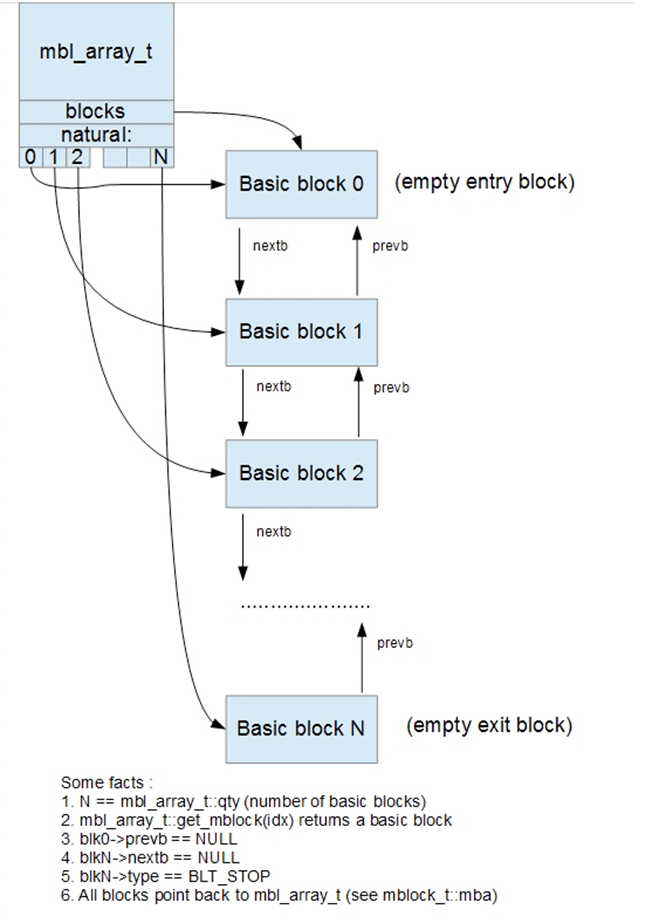 mbl_array_t
blocks
natural:
0 1 2 N
Basic block 0 (empty entry block)
nextb prevb
Basic block 1
nextb prevb
Basic block 2
nextb
......................
prevb
Basic block N (empty exit block)
Some facts :
1. N == mbl_array_t::qty (number of basic blocks)
2. mbl_array_t::get_mblock(idx) returns a basic block
3. blk0->prevb == NULL
4. blkN->nextb == NULL
5. blkN->type == BLT_STOP
6. All blocks point back to mbl_array_t (see mblock_t::mba)